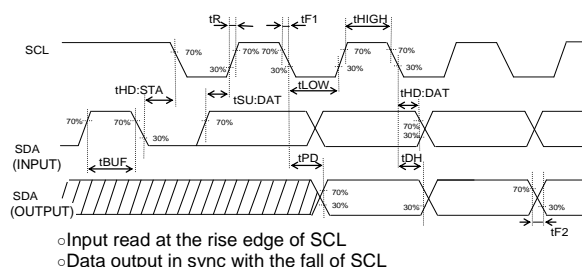 tR tF1 tHIGH
SCL 70% 70% 70% 70%
30% 30% 30%
tLOW
tHD:STA tSU:DAT tHD:DAT
70% 70% 70% 70%
30% 30%
SDA
(INPUT)
tBUF tPD tDH
SDA
(OUTPUT)
70% 70%
30% 30% 30%
tF2
○Input read at the rise edge of SCL
○Data output in sync with the fall of SCL